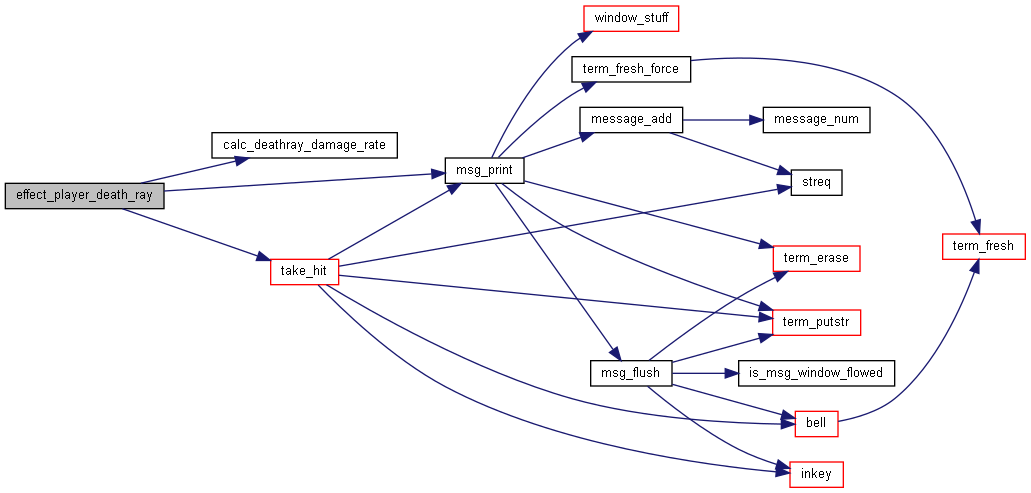 window_stuff
term_fresh_force
message_add
message_num
calc_deathray_damage_rate
msg_print
streq
effect_player_death_ray
term_fresh
term_erase
take_hit
term_putstr
msg_flush
is_msg_window_flowed
bell
inkey